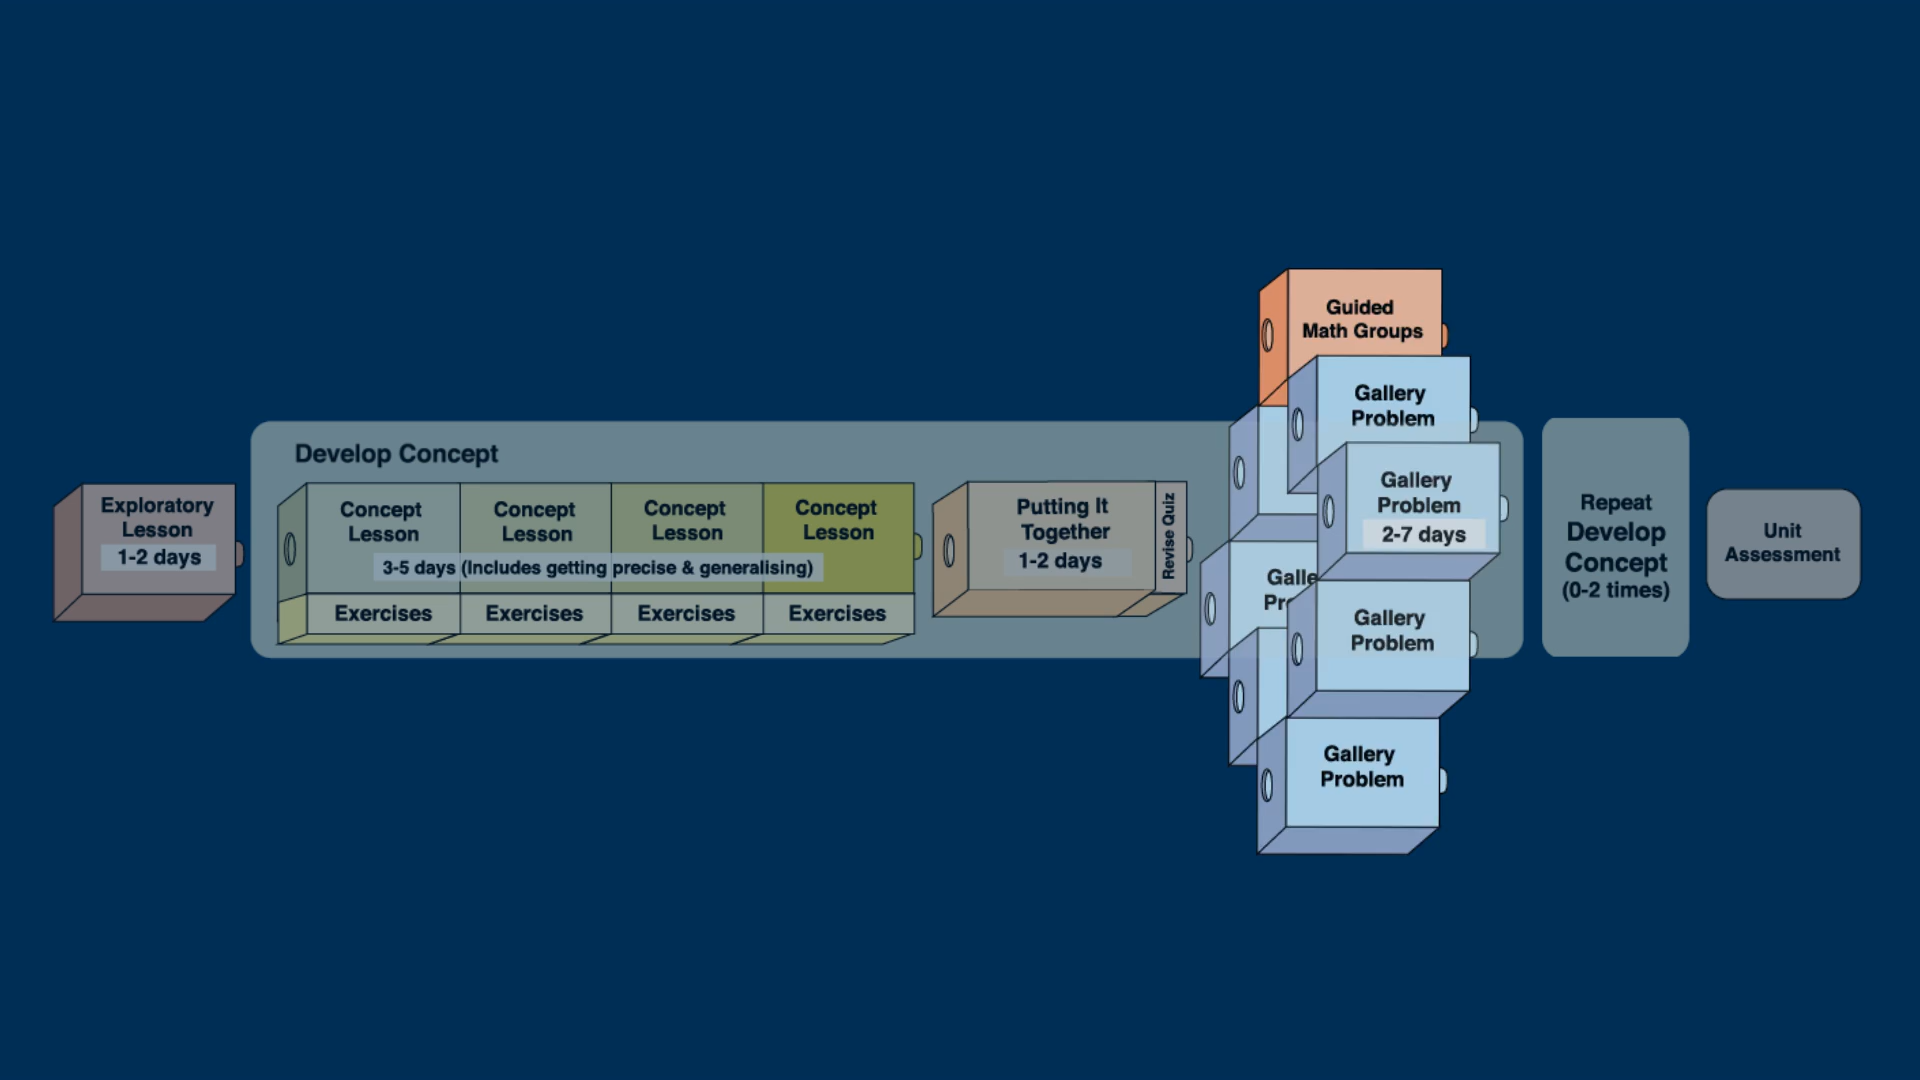 Exploratory
Lesson
1-2 days
Develop Concept
Concept
Lesson
Concept
Lesson
Concept
Lesson
Concept
Lesson
3-5 days (Includes getting precise & generalising)
Exercises
Exercises
Exercises
Exercises
Putting It
Together
1-2 days
Revise Quiz
Guided
Math Groups
Gallery
Problem
Gallery
Problem
2-7 days
Galle
Pr
Gallery
Problem
Gallery
Problem
Repeat
Develop
Concept
(0-2 times)
Unit
Assessment